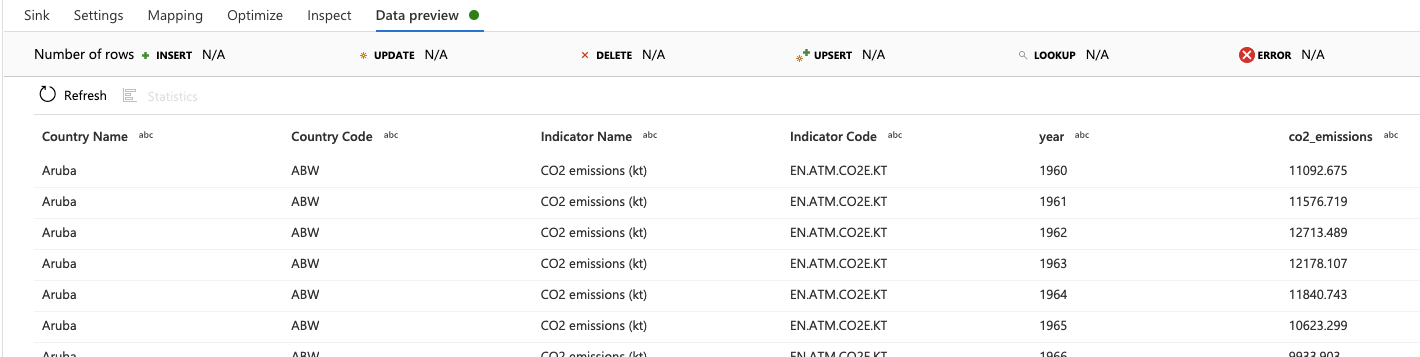 Sink Settings Mapping Optimize Inspect Data preview
Number of rows INSERT N/A UPDATE N/A DELETE N/A UPSERT N/A LOOKUP N/A ERROR N/A
Refresh Statistics
Country Name abc Country Code abc Indicator Name abc Indicator Code abc year abc co2_emissions abc
Aruba ABW CO2 emissions (kt) EN.ATM.CO2E.KT 1960 11092.675
Aruba ABW CO2 emissions (kt) EN.ATM.CO2E.KT 1961 11576.719
Aruba ABW CO2 emissions (kt) EN.ATM.CO2E.KT 1962 12713.489
Aruba ABW CO2 emissions (kt) EN.ATM.CO2E.KT 1963 12178.107
Aruba ABW CO2 emissions (kt) EN.ATM.CO2E.KT 1964 11840.743
Aruba ABW CO2 emissions (kt) EN.ATM.CO2E.KT 1965 10623.299
Aruba ABW CO2 emissions (kt) EN.ATM.CO2E.KT 1966 9933.903